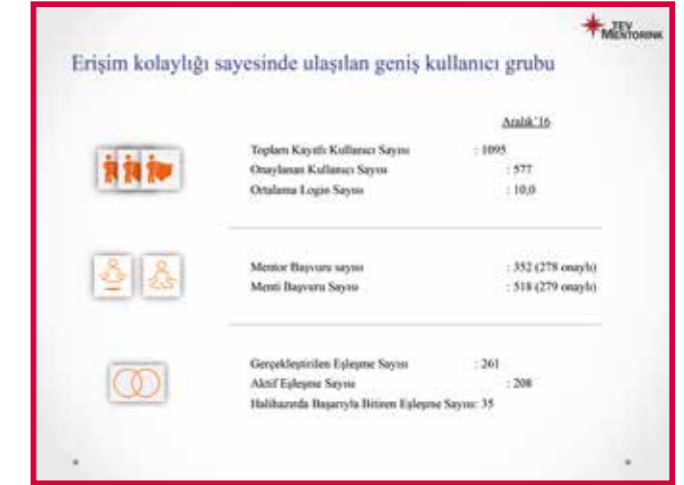 TEV
MENTORINK
Erişim kolaylığı sayesinde ulaşılan geniş kullanıcı grubu
Aralık'16
Toplam Kayıtlı Kullanıcı Sayısı : 1095
Onaylanan Kullanıcı Sayısı : 577
Ortalama Login Sayısı : 10,0
Mentor Başvuru sayısı : 352 (278 onaylı)
Menti Başvuru Sayısı : 518 (279 onaylı)
Gerçekleştirilen Eşleşme Sayısı : 261
Aktif Eşleşme Sayısı : 208
Halihazırda Başarıyla Bitiren Eşleşme Sayısı: 35